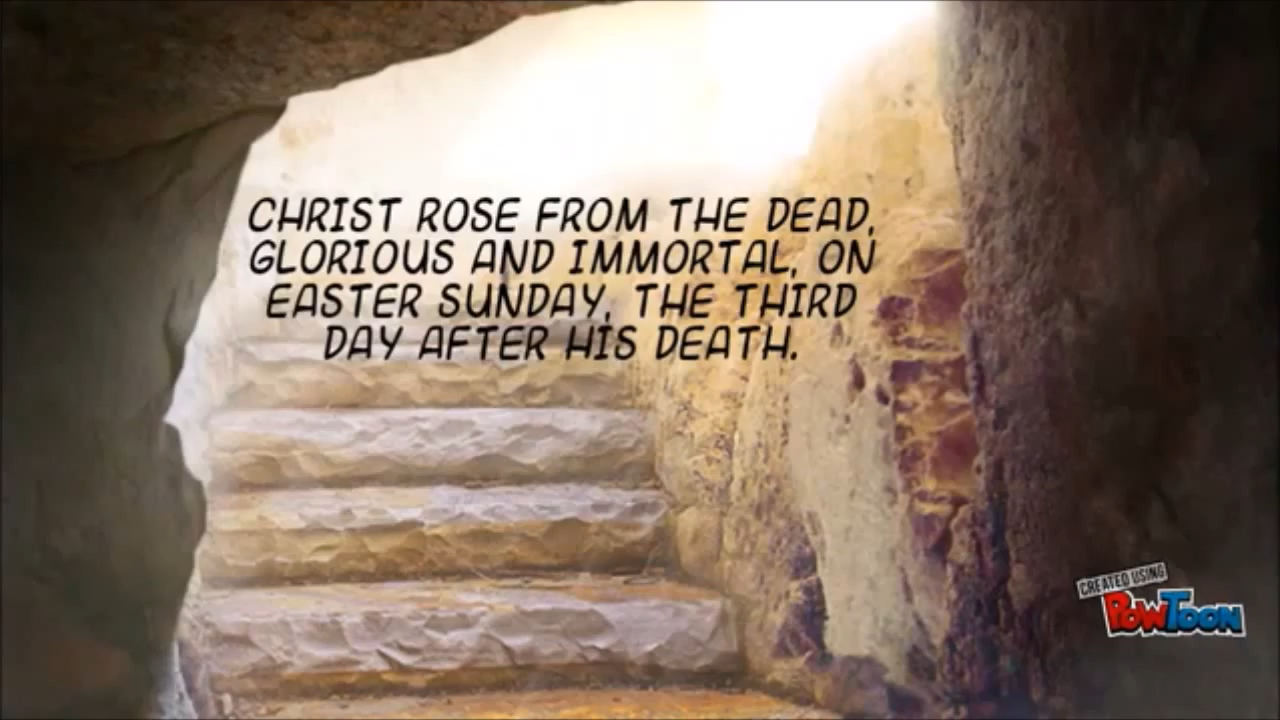 CHRIST ROSE FROM THE DEAD,
GLORIOUS AND IMMORTAL, ON
EASTER SUNDAY, THE THIRD
DAY AFTER HIS DEATH.
CREATED USING
POWTOON